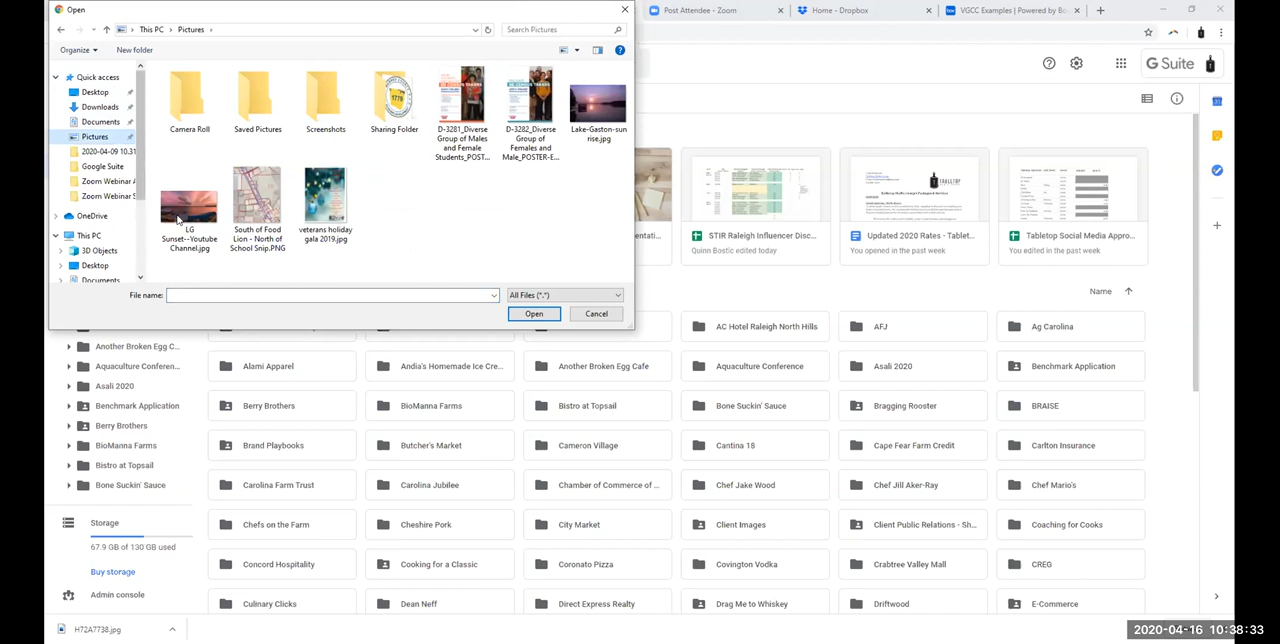 Open
Post Attendee - Zoom
Home - Dropbox
VGCC Examples | Powered by Bo
This PC
Pictures
Search Pictures
Organize
New folder
G Suite
Quick access
Desktop
Downloads
Documents
Pictures
2020-04-09 10.31
Google Suite
Zoom Webinar A
Zoom Webinar S
OneDrive
This PC
3D Objects
Desktop
Documents
Camera Roll
Saved Pictures
Screenshots
Sharing Folder
D-3281_Diverse
Group of Males
and Female
Students_POST...
D-3282_Diverse
Group of
Females and
Male_POSTER-E...
Lake-Gaston-sun
rise.jpg
LG
Sunset--Youtube
Channel.jpg
South of Food
Lion - North of
School Snip.PNG
veterans holiday
gala 2019.jpg
File name:
All Files (*.*)
Open
Cancel
TABLETOP
entati...
STIR Raleigh Influencer Disc...
Quinn Bostic edited today
Updated 2020 Rates - Tablet...
You opened in the past week
Tabletop Social Media Appro...
You edited in the past week
Name
AC Hotel Raleigh North Hills
AFJ
Ag Carolina
Another Broken Egg C...
Aquaculture Conferen...
Asali 2020
Benchmark Application
Berry Brothers
BioManna Farms
Bistro at Topsail
Bone Suckin' Sauce
Alami Apparel
Andia's Homemade Ice Cre...
Another Broken Egg Cafe
Aquaculture Conference
Asali 2020
Benchmark Application
Berry Brothers
BioManna Farms
Bistro at Topsail
Bone Suckin' Sauce
Bragging Rooster
BRAISE
Brand Playbooks
Butcher's Market
Cameron Village
Cantina 18
Cape Fear Farm Credit
Carlton Insurance
Carolina Farm Trust
Carolina Jubilee
Chamber of Commerce of ...
Chef Jake Wood
Chef Jill Aker-Ray
Chef Mario's
Chefs on the Farm
Cheshire Pork
City Market
Client Images
Client Public Relations - Sh...
Coaching for Cooks
Concord Hospitality
Cooking for a Classic
Coronato Pizza
Covington Vodka
Crabtree Valley Mall
CREG
Culinary Clicks
Dean Neff
Direct Express Realty
Drag Me to Whiskey
Driftwood
E-Commerce
Storage
67.9 GB of 130 GB used
Buy storage
Admin console
H72A7738.jpg
2020-04-16 10:38:33